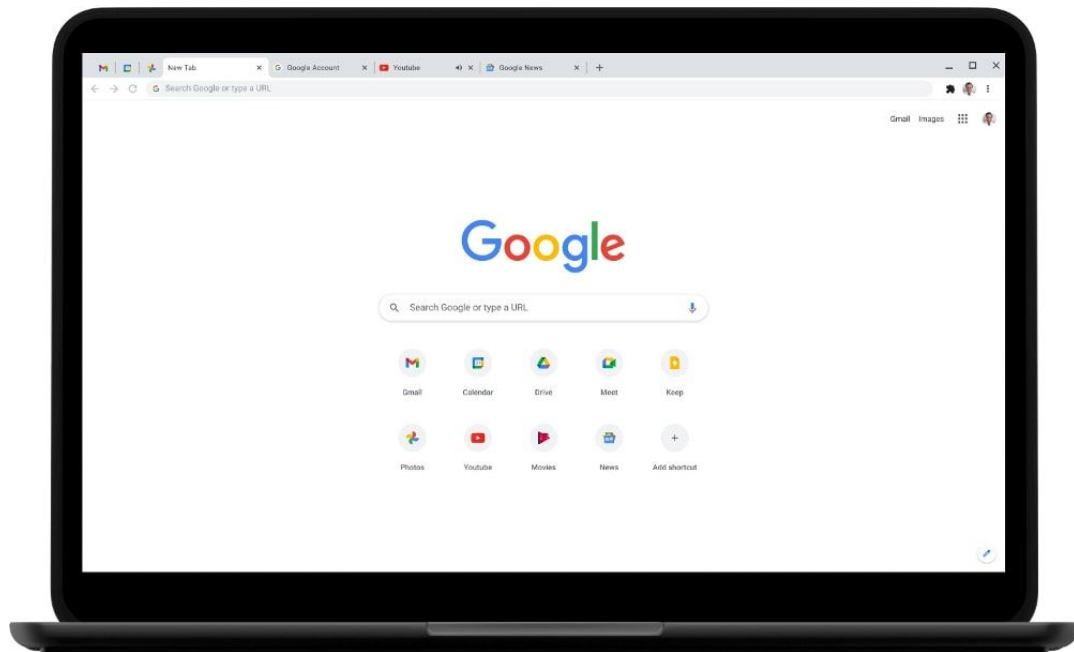 New Tab Google Account Youtube Google News
Search Google or type a URL
Gmail Images
Google
Search Google or type a URL
Gmail Calendar Drive Meet Keep
Photos Youtube Movies News Add shortcut